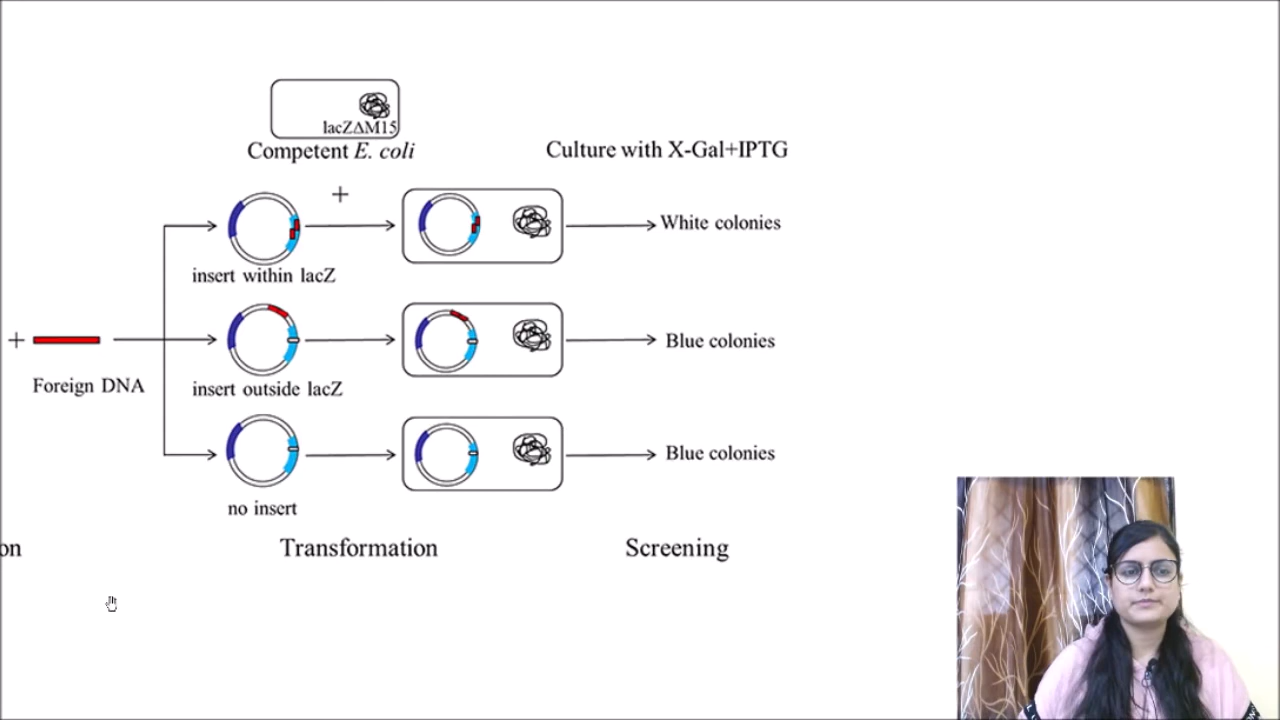 lacZΔM15
Competent E. coli
Culture with X-Gal+IPTG
+
White colonies
insert within lacZ
+
Blue colonies
Foreign DNA
insert outside lacZ
Blue colonies
no insert
on
Transformation
Screening